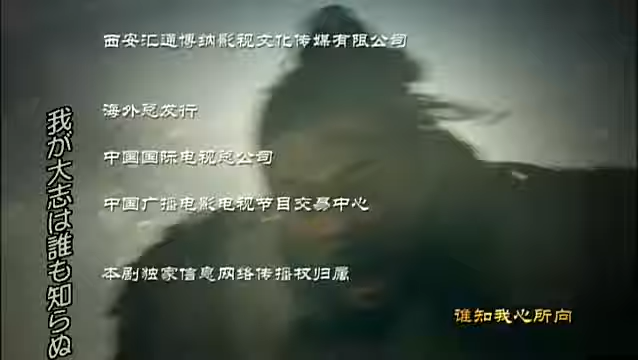 西安汇通博纳影视文化传媒有限公司
海外总发行
中国国际电视总公司
中国广播电影电视节目交易中心
本剧独家信息网络传播权归属
我が大志は誰も知らぬ
谁知我心所向